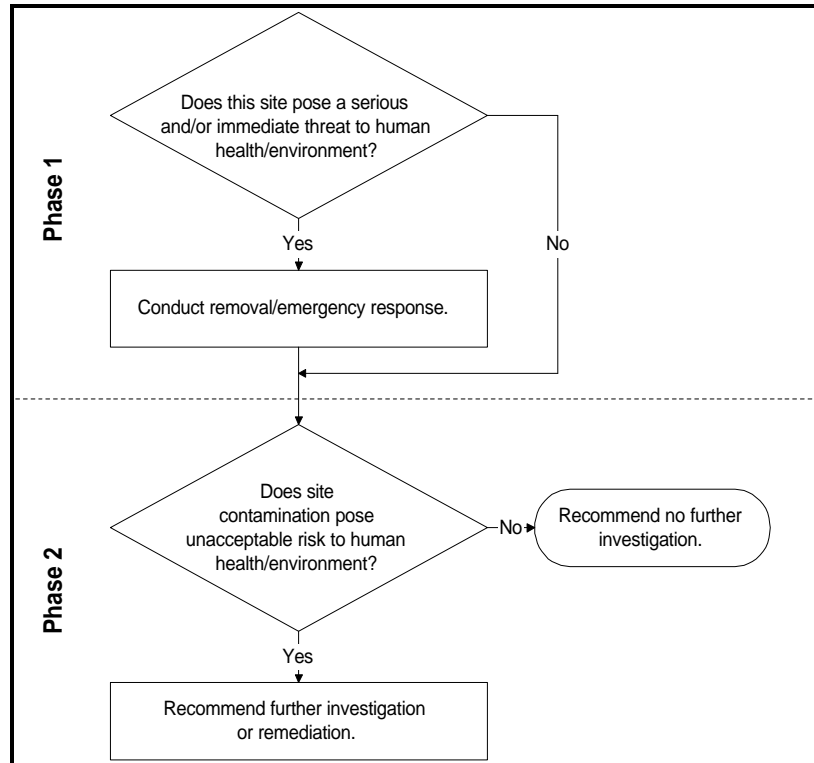 Phase 1
Does this site pose a serious
and/or immediate threat to human
health/environment?
Yes
No
Conduct removal/emergency response.
Phase 2
Does site
contamination pose
unacceptable risk to human
health/environment?
No
Recommend no further
investigation.
Yes
Recommend further investigation
or remediation.